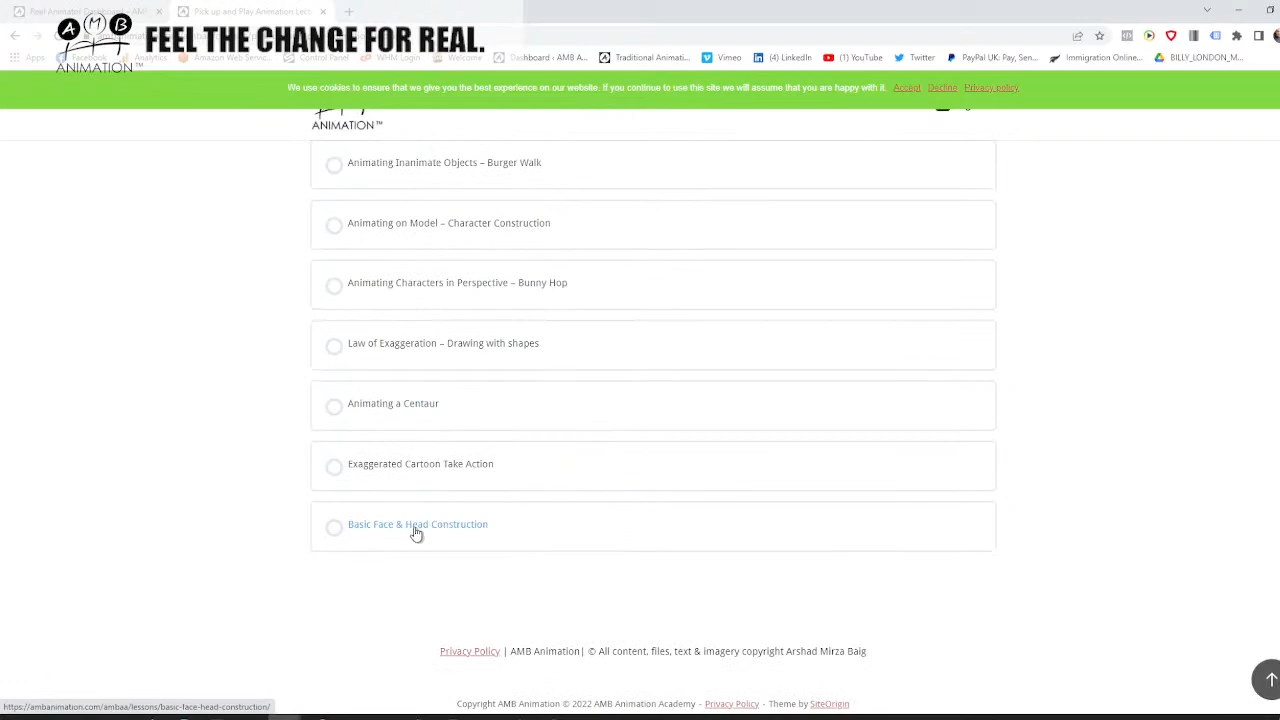 Reel Animator Dashboard – AM
Pick up and Play Animation Lect
AMB
ANIMATION™
FEEL THE CHANGE FOR REAL.
Apps
Facebook
Analytics
Amazon Web Servic...
Control Panel
WHM Login
Welcome
Dashboard ‹ AMB A...
Traditional Animati...
Vimeo
LinkedIn
(1) YouTube
Twitter
PayPal UK: Pay, Sen...
Immigration Online...
BILLY_LONDON_M...
We use cookies to ensure that we give you the best experience on our website. If you continue to use this site we will assume that you are happy with it. Accept Decline Privacy policy
ANIMATION™
Animating Inanimate Objects – Burger Walk
Animating on Model – Character Construction
Animating Characters in Perspective – Bunny Hop
Law of Exaggeration – Drawing with shapes
Animating a Centaur
Exaggerated Cartoon Take Action
Basic Face & Head Construction
Privacy Policy | AMB Animation| © All content, files, text & imagery copyright Arshad Mirza Baig
Copyright AMB Animation © 2022 AMB Animation Academy - Privacy Policy - Theme by SiteOrigin
https://ambanimation.com/ambaa/lessons/basic-face-head-construction/